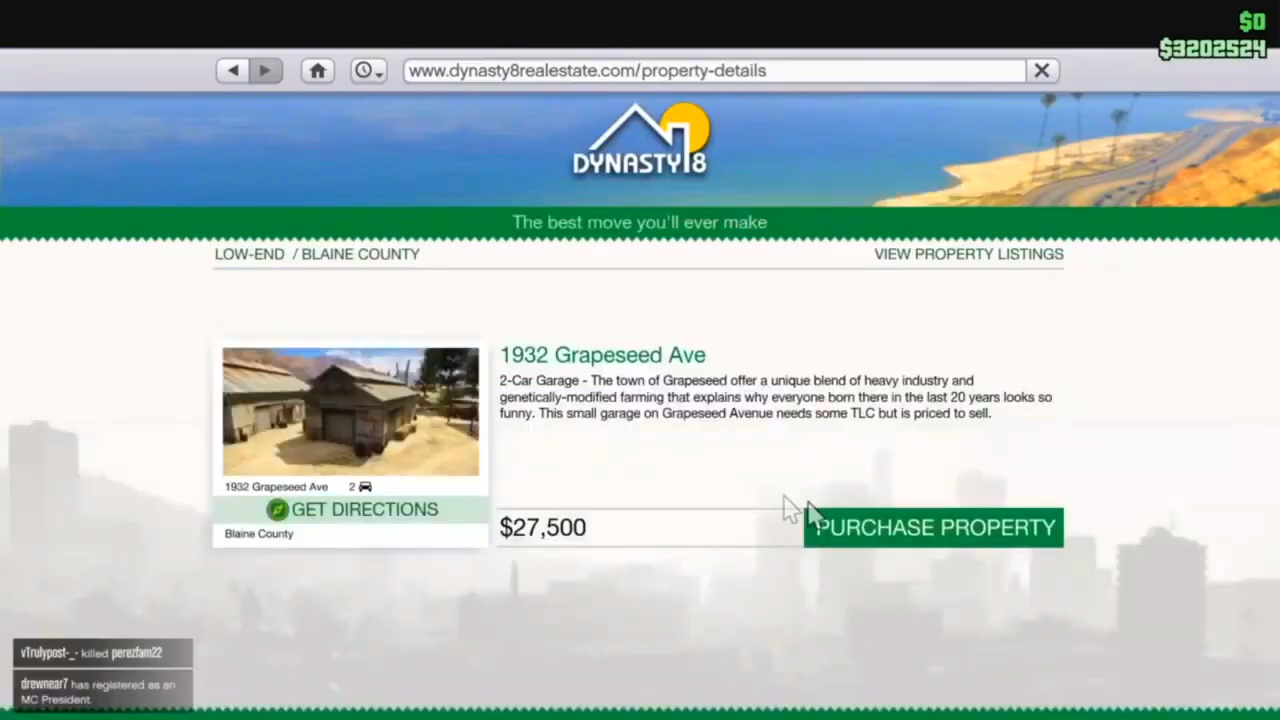 $0
$3202524
www.dynasty8realestate.com/property-details
DYNASTY 8
The best move you'll ever make
LOW-END / BLAINE COUNTY
VIEW PROPERTY LISTINGS
1932 Grapeseed Ave
2-Car Garage - The town of Grapeseed offer a unique blend of heavy industry and
genetically-modified farming that explains why everyone born there in the last 20 years looks so
funny. This small garage on Grapeseed Avenue needs some TLC but is priced to sell.
1932 Grapeseed Ave 2
GET DIRECTIONS
Blaine County
$27,500
PURCHASE PROPERTY
vTrulypost-_- killed perezfam22
drewnear7 has registered as an
MC President.